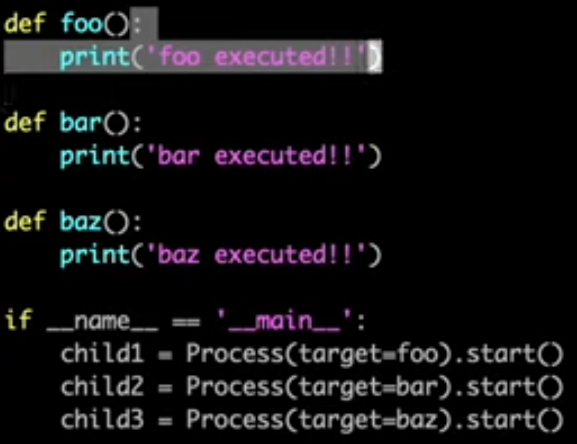 def foo():
    print('foo executed!!')
def bar():
    print('bar executed!!')
def baz():
    print('baz executed!!')
if __name__ == '__main__':
    child1 = Process(target=foo).start()
    child2 = Process(target=bar).start()
    child3 = Process(target=baz).start()